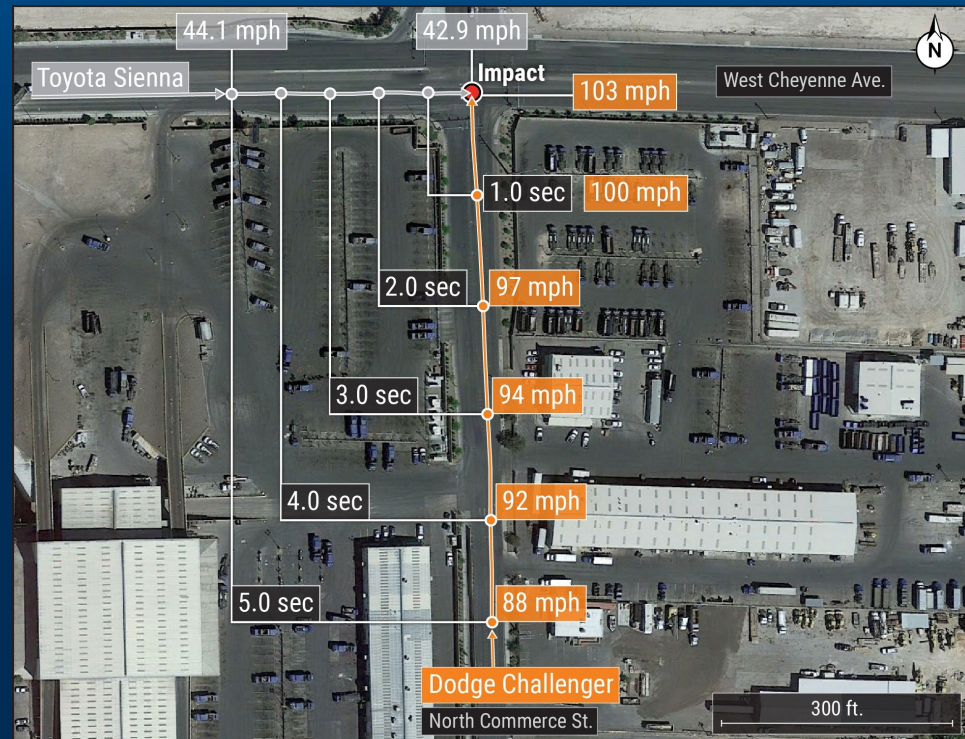 44.1 mph
42.9 mph
N
Toyota Sienna
Impact
103 mph
West Cheyenne Ave.
1.0 sec
100 mph
2.0 sec
97 mph
3.0 sec
94 mph
4.0 sec
92 mph
5.0 sec
88 mph
Dodge Challenger
North Commerce St.
300 ft.